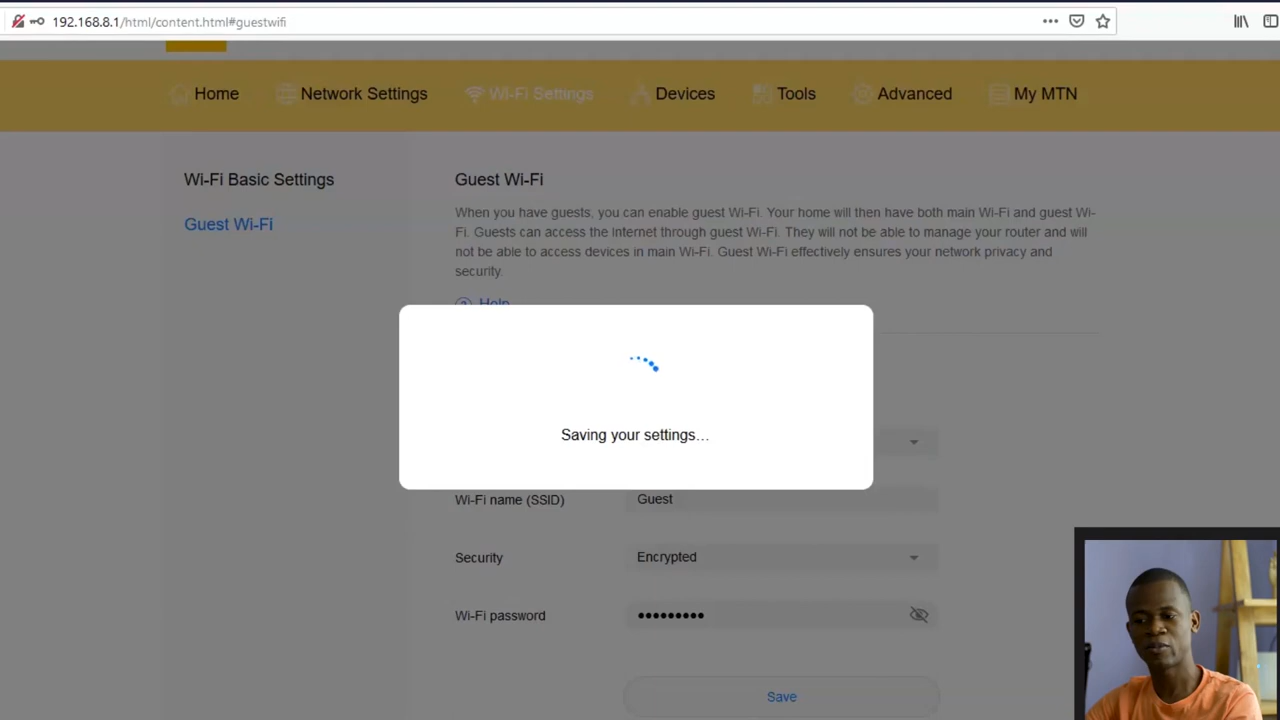 192.168.8.1/html/content.html#guestwifi
Home Network Settings Wi-Fi Settings Devices Tools Advanced My MTN
Wi-Fi Basic Settings
Guest Wi-Fi
Guest Wi-Fi
When you have guests, you can enable guest Wi-Fi. Your home will then have both main Wi-Fi and guest Wi-
Fi. Guests can access the Internet through guest Wi-Fi. They will not be able to manage your router and will
not be able to access devices in main Wi-Fi. Guest Wi-Fi effectively ensures your network privacy and
security.
Help
Saving your settings...
Wi-Fi name (SSID) Guest
Security Encrypted
Wi-Fi password •••••••••
Save